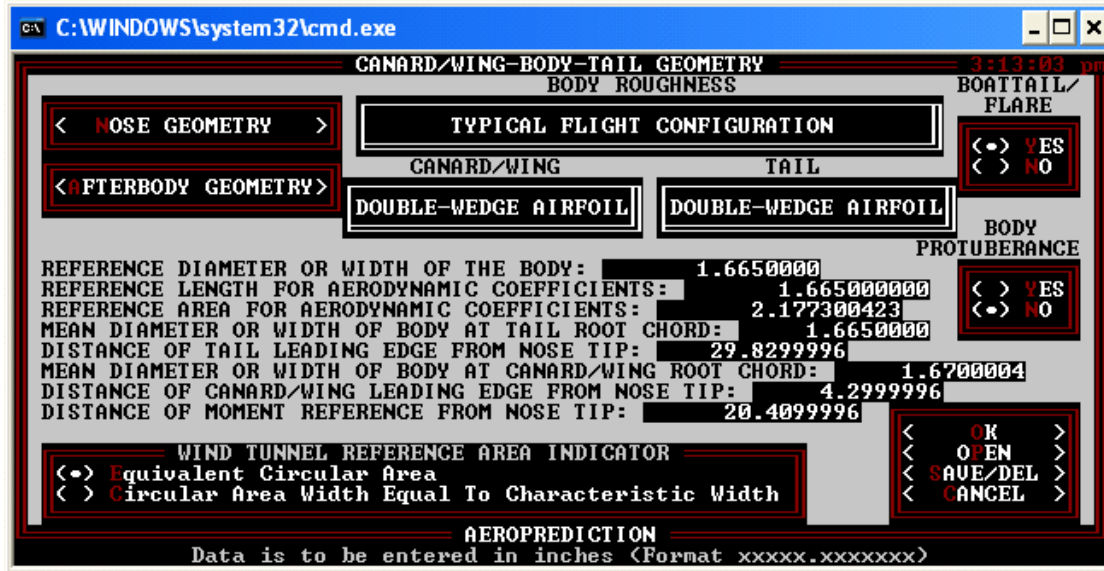 C:\WINDOWS\system32\cmd.exe
CANARD/WING-BODY-TAIL GEOMETRY 3:13:03 pm
BODY ROUGHNESS
BOATTAIL/
FLARE
< NOSE GEOMETRY >
TYPICAL FLIGHT CONFIGURATION
(•) YES
( ) NO
CANARD/WING
TAIL
<AFTERBODY GEOMETRY>
DOUBLE-WEDGE AIRFOIL
DOUBLE-WEDGE AIRFOIL
BODY
PROTUBERANCE
REFERENCE DIAMETER OR WIDTH OF THE BODY: 1.6650000
REFERENCE LENGTH FOR AERODYNAMIC COEFFICIENTS: 1.665000000
( ) YES
REFERENCE AREA FOR AERODYNAMIC COEFFICIENTS: 2.177300423
(•) NO
MEAN DIAMETER OR WIDTH OF BODY AT TAIL ROOT CHORD: 1.6650000
DISTANCE OF TAIL LEADING EDGE FROM NOSE TIP: 29.8299996
MEAN DIAMETER OR WIDTH OF BODY AT CANARD/WING ROOT CHORD: 1.6700004
DISTANCE OF CANARD/WING LEADING EDGE FROM NOSE TIP: 4.2999996
DISTANCE OF MOMENT REFERENCE FROM NOSE TIP: 20.4099996
< OK >
< OPEN >
< SAVE/DEL >
< CANCEL >
WIND TUNNEL REFERENCE AREA INDICATOR
(•) Equivalent Circular Area
( ) Circular Area Width Equal To Characteristic Width
AEROPREDICTION
Data is to be entered in inches (Format xxxxx.xxxxxxx)